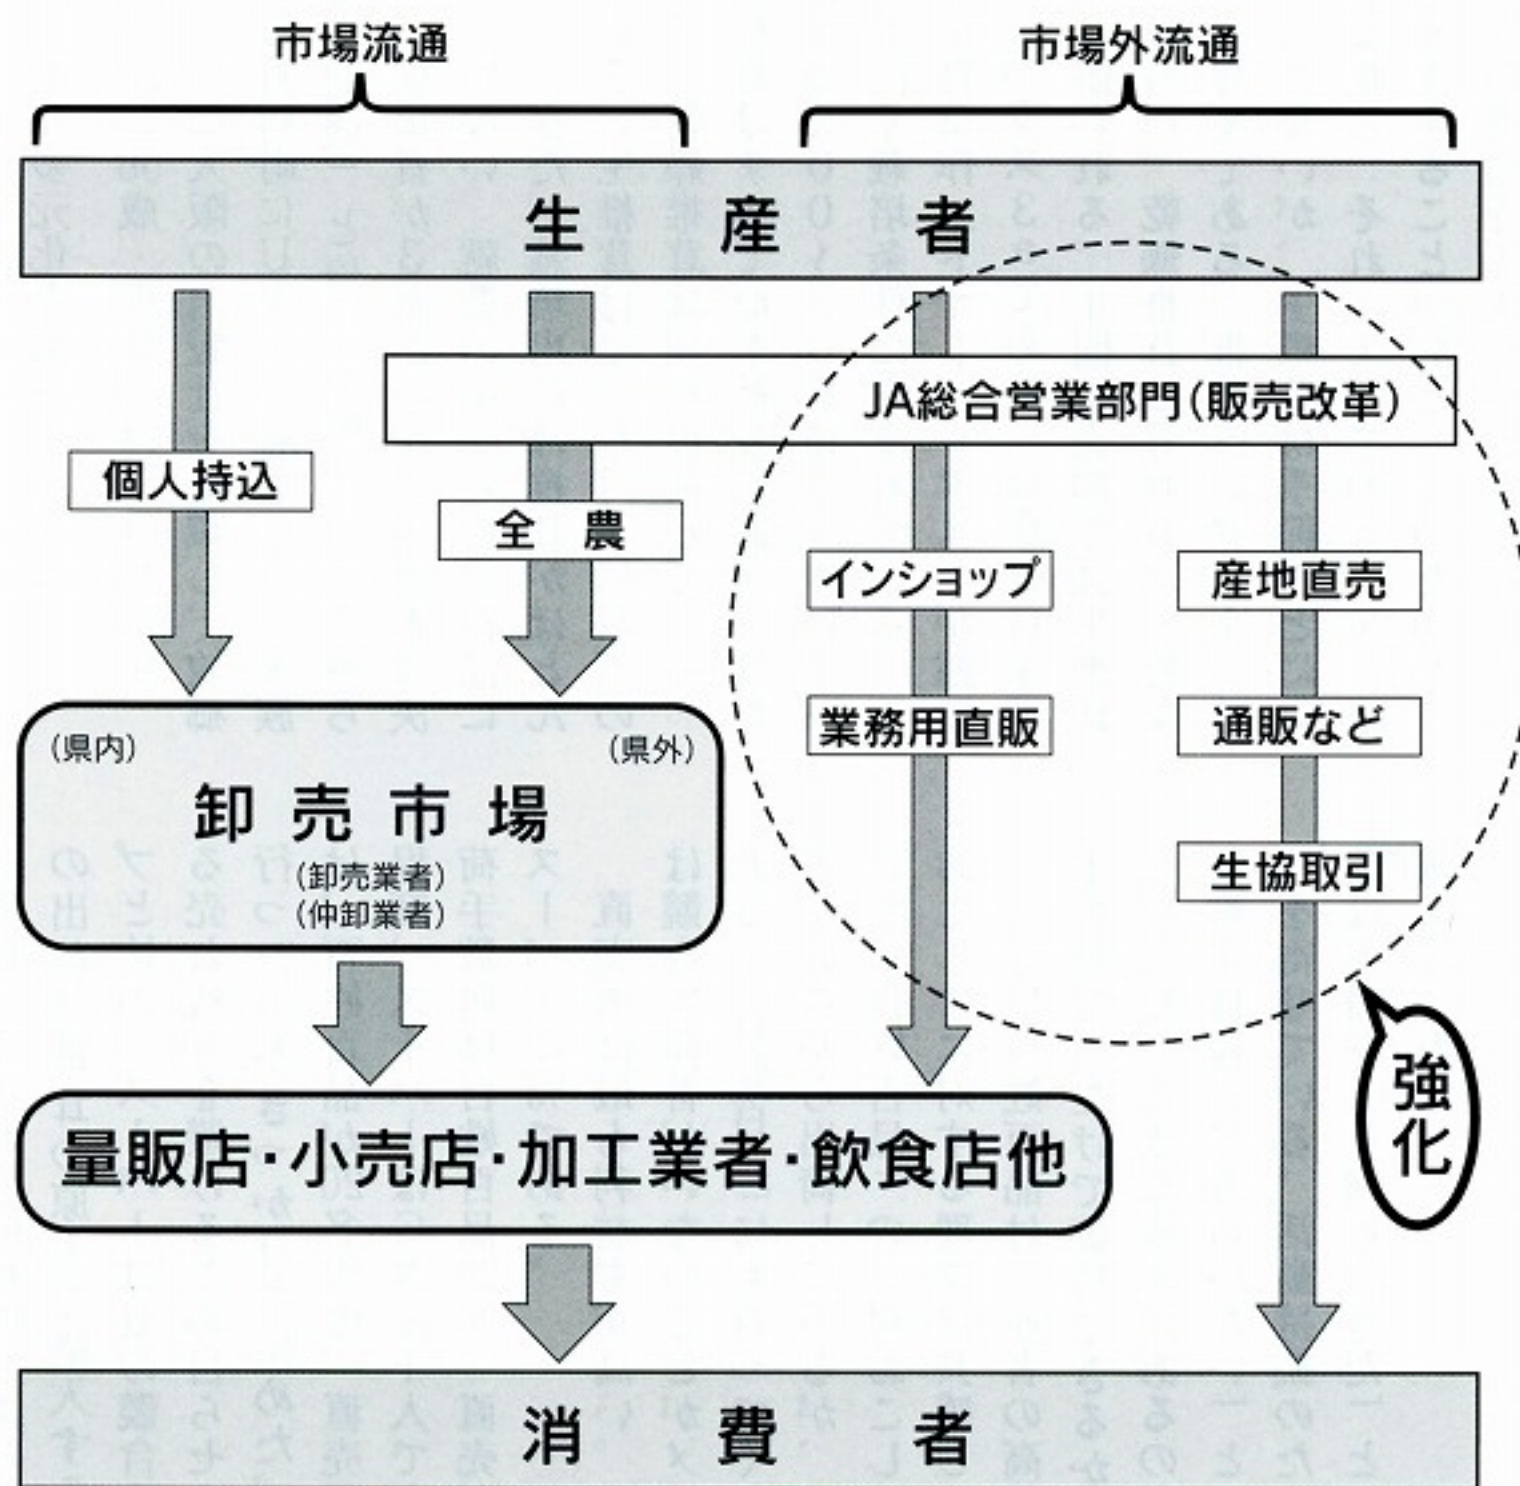 市場流通
市場外流通
生産者
JA総合営業部門(販売改革)
個人持込
全農
インショップ
産地直売
業務用直販
通販など
生協取引
(県内)
(県外)
卸売市場
(卸売業者)
(仲卸業者)
強化
量販店・小売店・加工業者・飲食店他
消費者